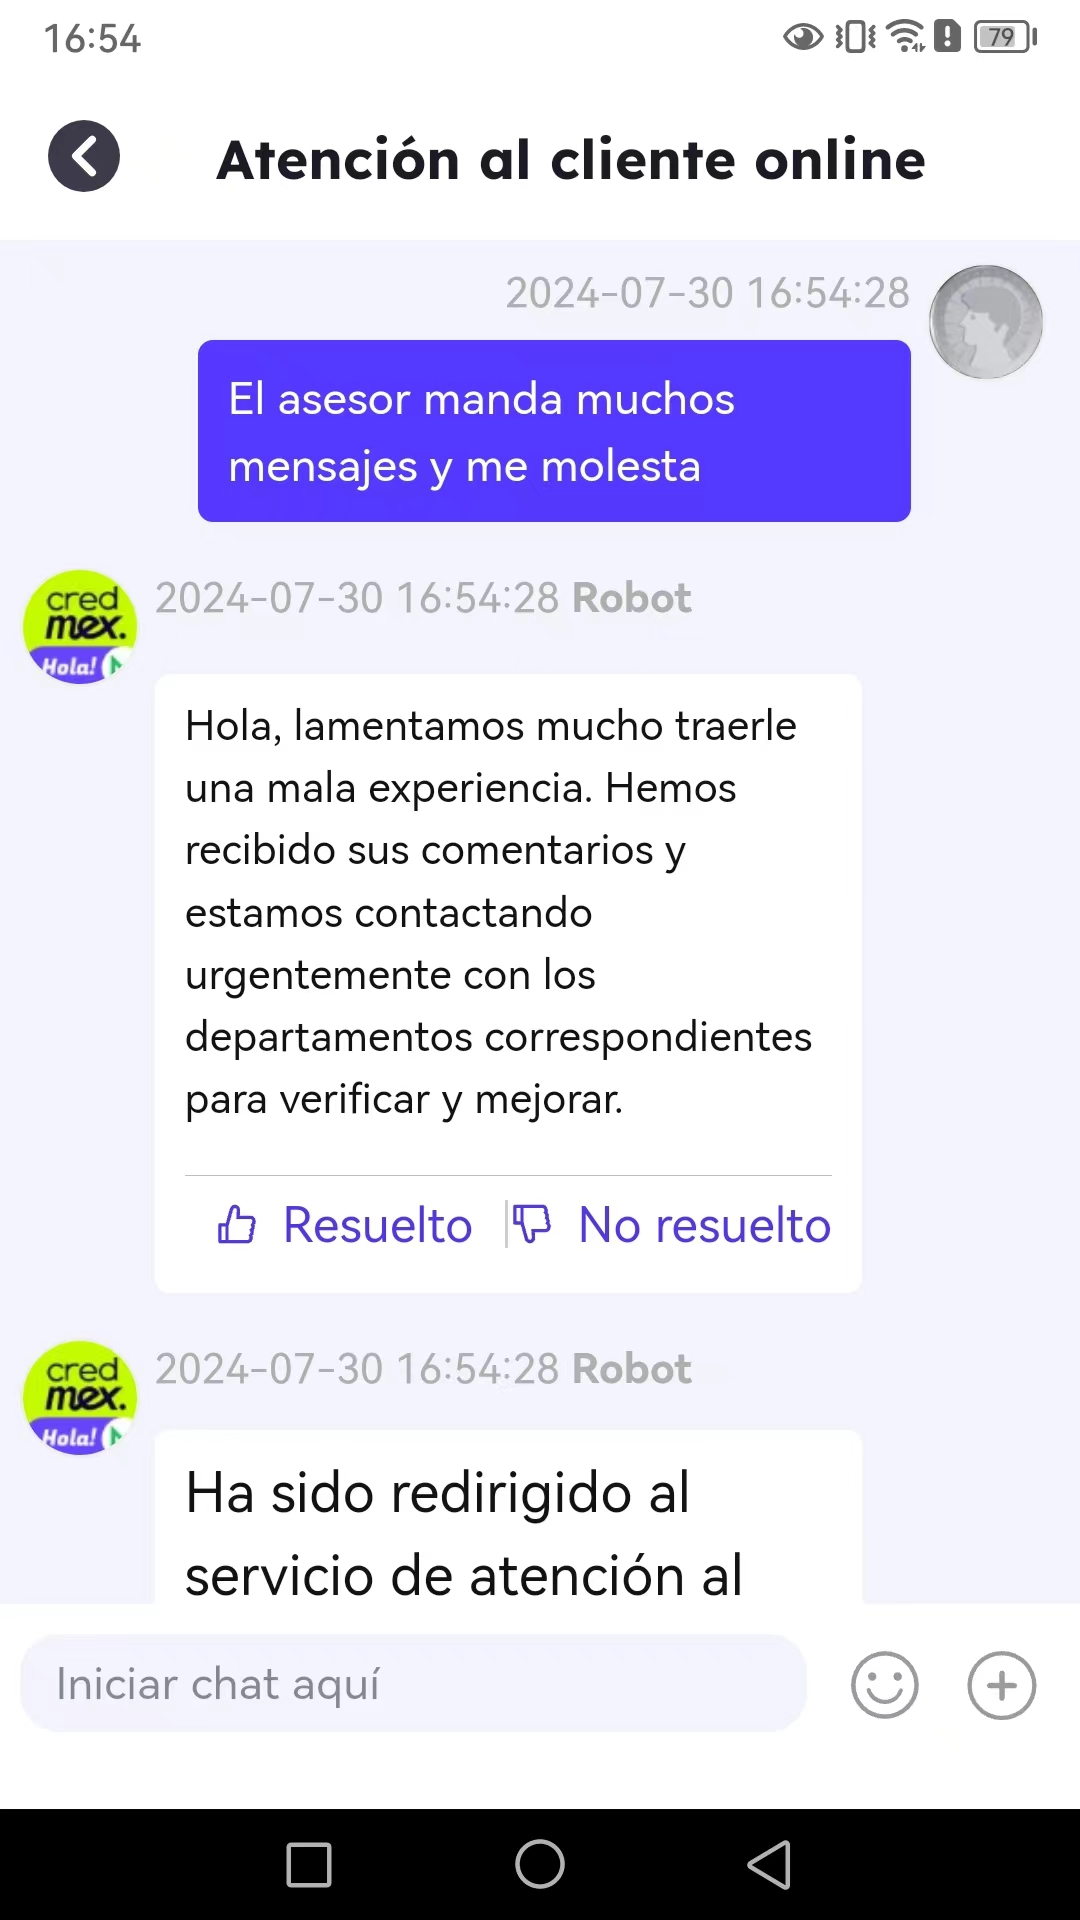 16:54
79
Atención al cliente online
2024-07-30 16:54:28
El asesor manda muchos
mensajes y me molesta
cred
mex.
Hola!
2024-07-30 16:54:28 Robot
Hola, lamentamos mucho traerle
una mala experiencia. Hemos
recibido sus comentarios y
estamos contactando
urgentemente con los
departamentos correspondientes
para verificar y mejorar.
Resuelto
No resuelto
cred
mex.
Hola!
2024-07-30 16:54:28 Robot
Ha sido redirigido al
servicio de atención al
Iniciar chat aquí